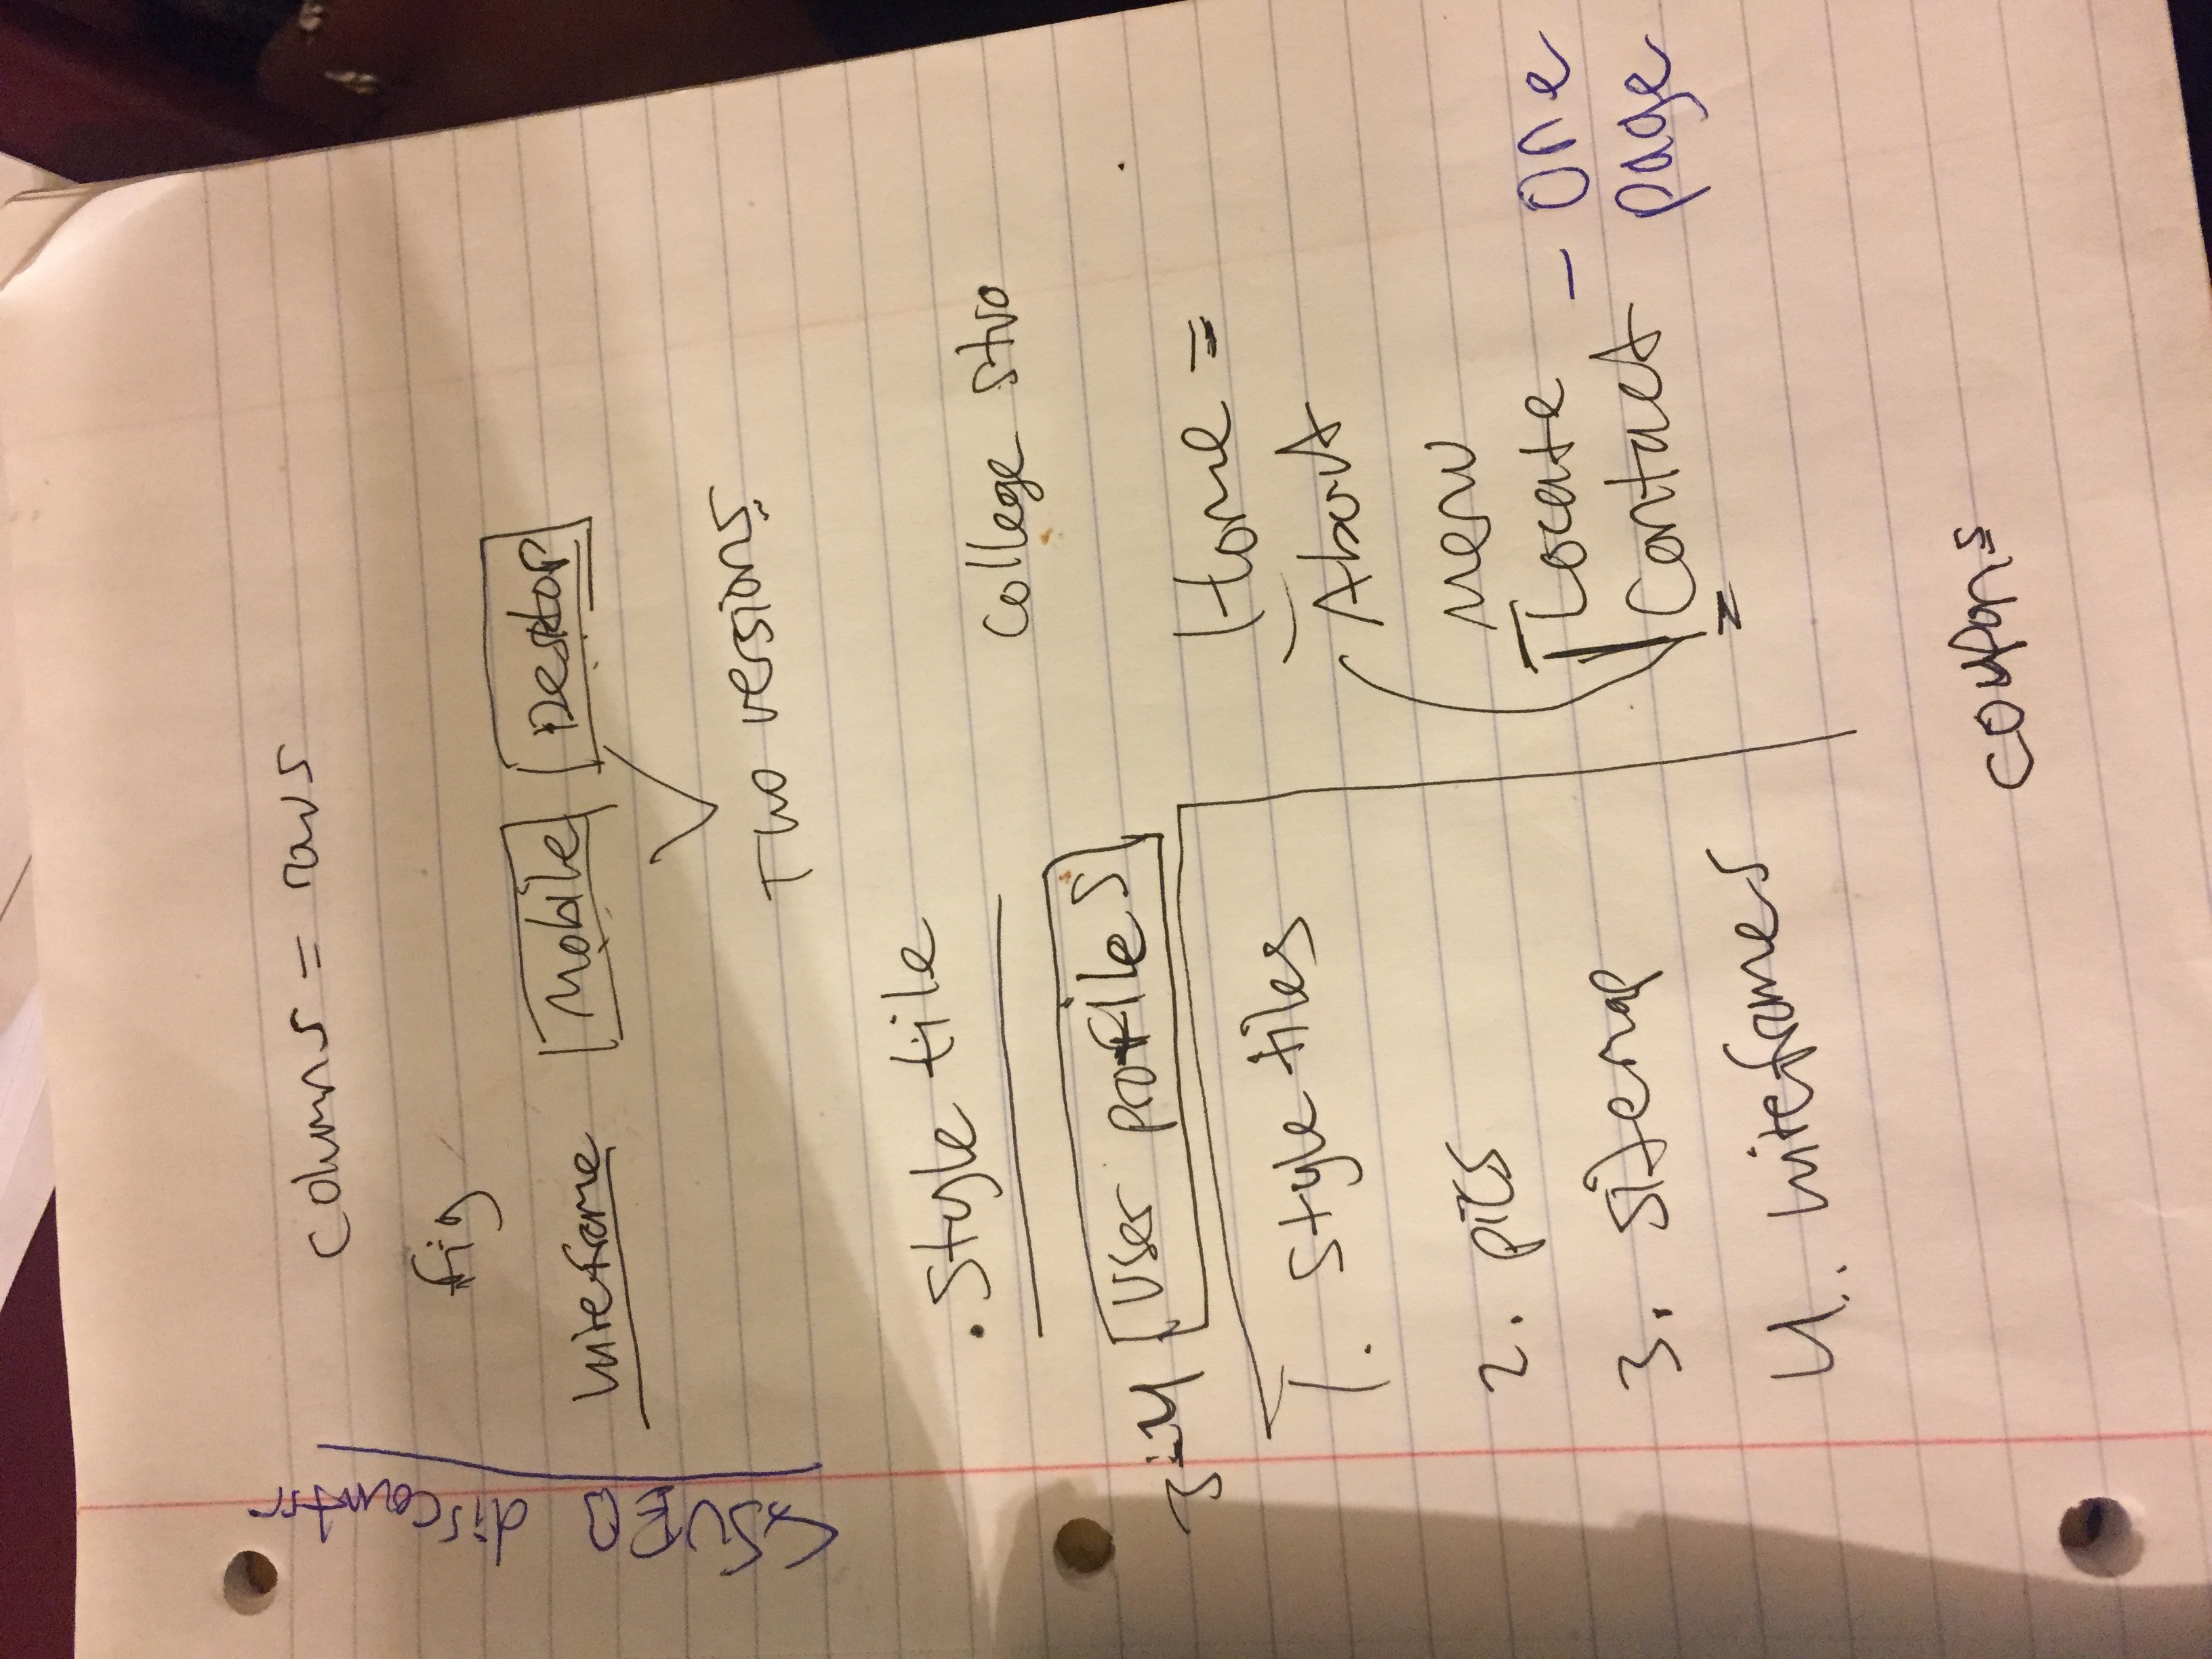 columns = rows
fig
wireframe Mobile Desktop
Two versions
. Style tile
college stuo
3-4 User profiles
1. Style tiles
2. pics
3. sitemap
4.. wireframes
Home =
About
Menu
Locate - One
Contact page
coupons
discounts